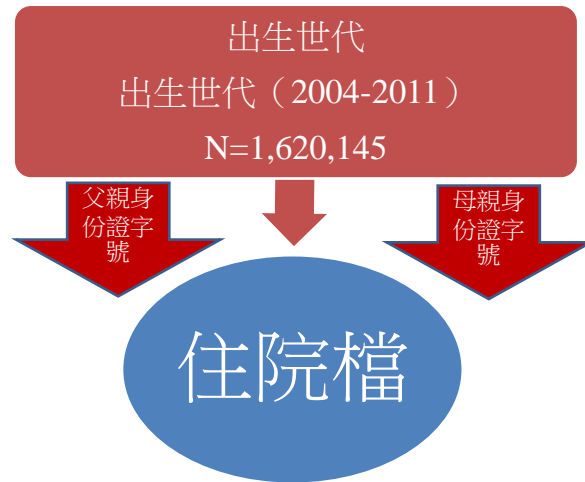 出生世代
出生世代（2004-2011）
N=1,620,145
父親身
份證字
號
母親身
份證字
號
住院檔